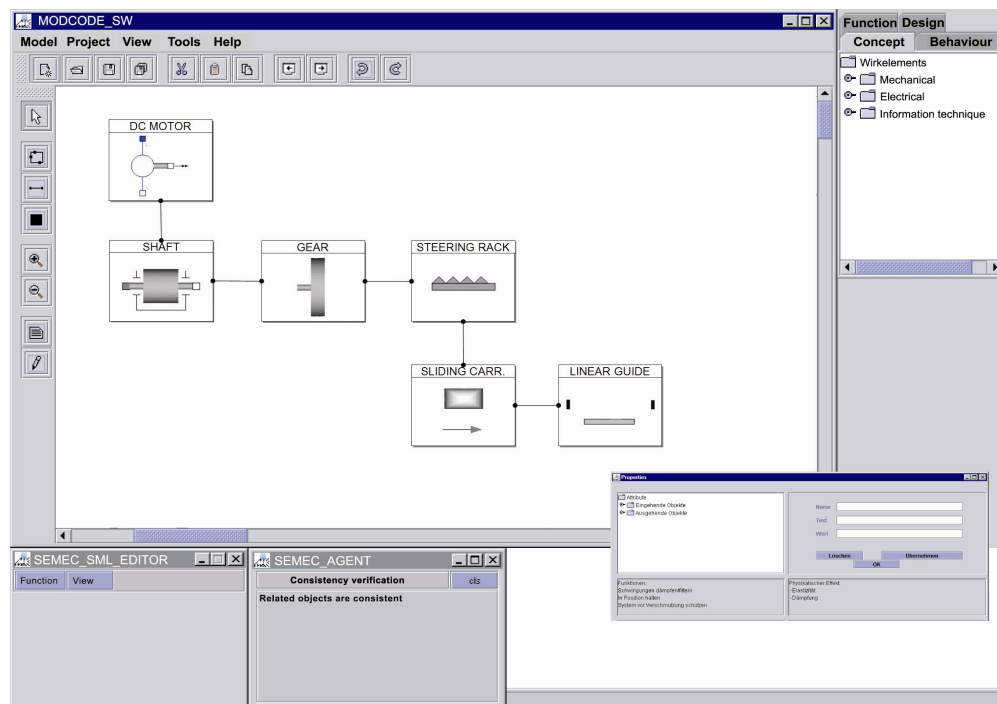 MODCODE_SW
Model Project View Tools Help
Function Design
Concept Behaviour
Wirkelements
Mechanical
Electrical
Information technique
DC MOTOR
SHAFT
GEAR
STEERING RACK
SLIDING CARR.
LINEAR GUIDE
Properties
Attribute
Eingehende Objekte
Ausgehende Objekte
Name
Text
Wert
Löschen
Übernehmen
OK
Funktionen:
Schwingungen dämpfen/filtern
In Position halten
System vor Verschmutzung schützen
Physikalischer Effekt
-Elastizität
-Dämpfung
SEMEC_SML_EDITOR
Function View
SEMEC_AGENT
Consistency verification
cls
Related objects are consistent